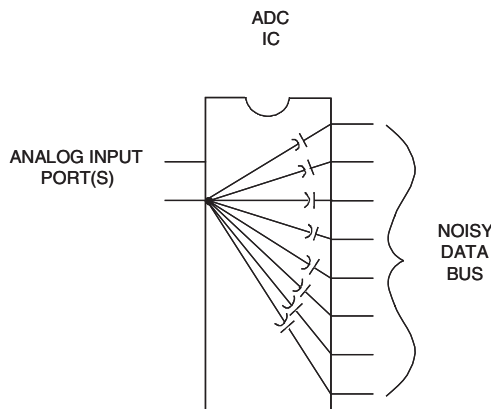 ADC
IC
ANALOG INPUT
PORT(S)
NOISY
DATA
BUS